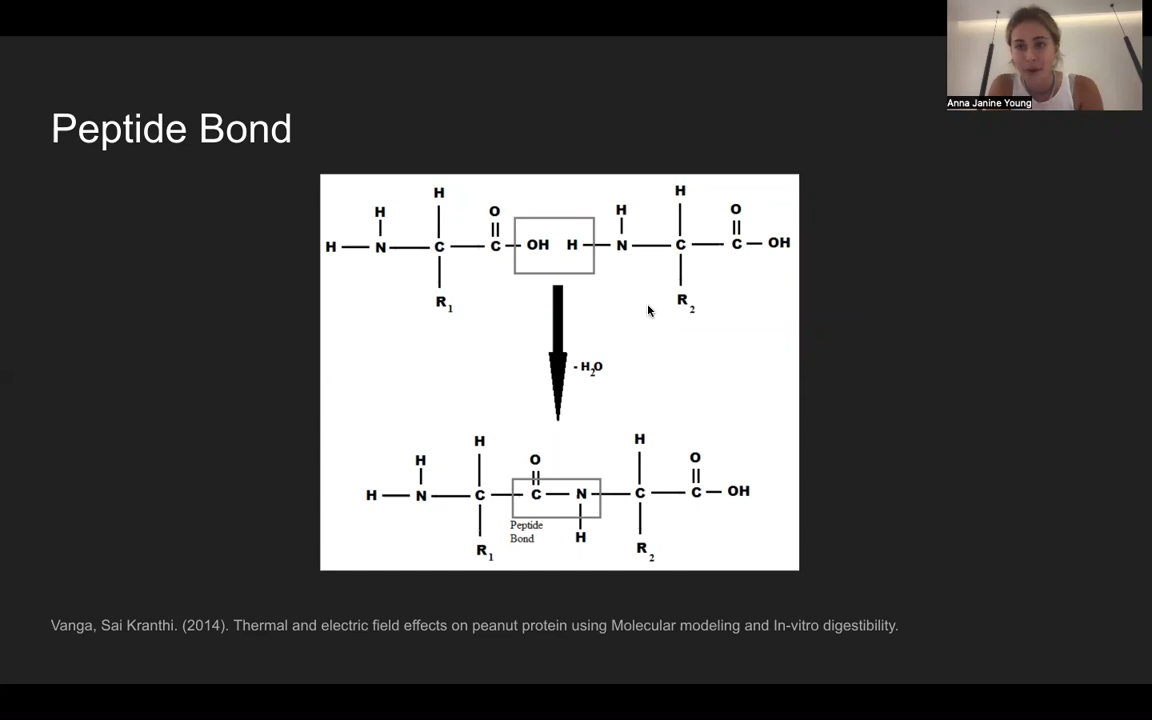 Anna Janine Young
Peptide Bond
H H
H O H O
H N C C OH H N C C OH
R1 R2
- H2O
H H
H O O
H N C C N C C OH
Peptide
Bond H
R1 R2
Vanga, Sai Kranthi. (2014). Thermal and electric field effects on peanut protein using Molecular modeling and In-vitro digestibility.